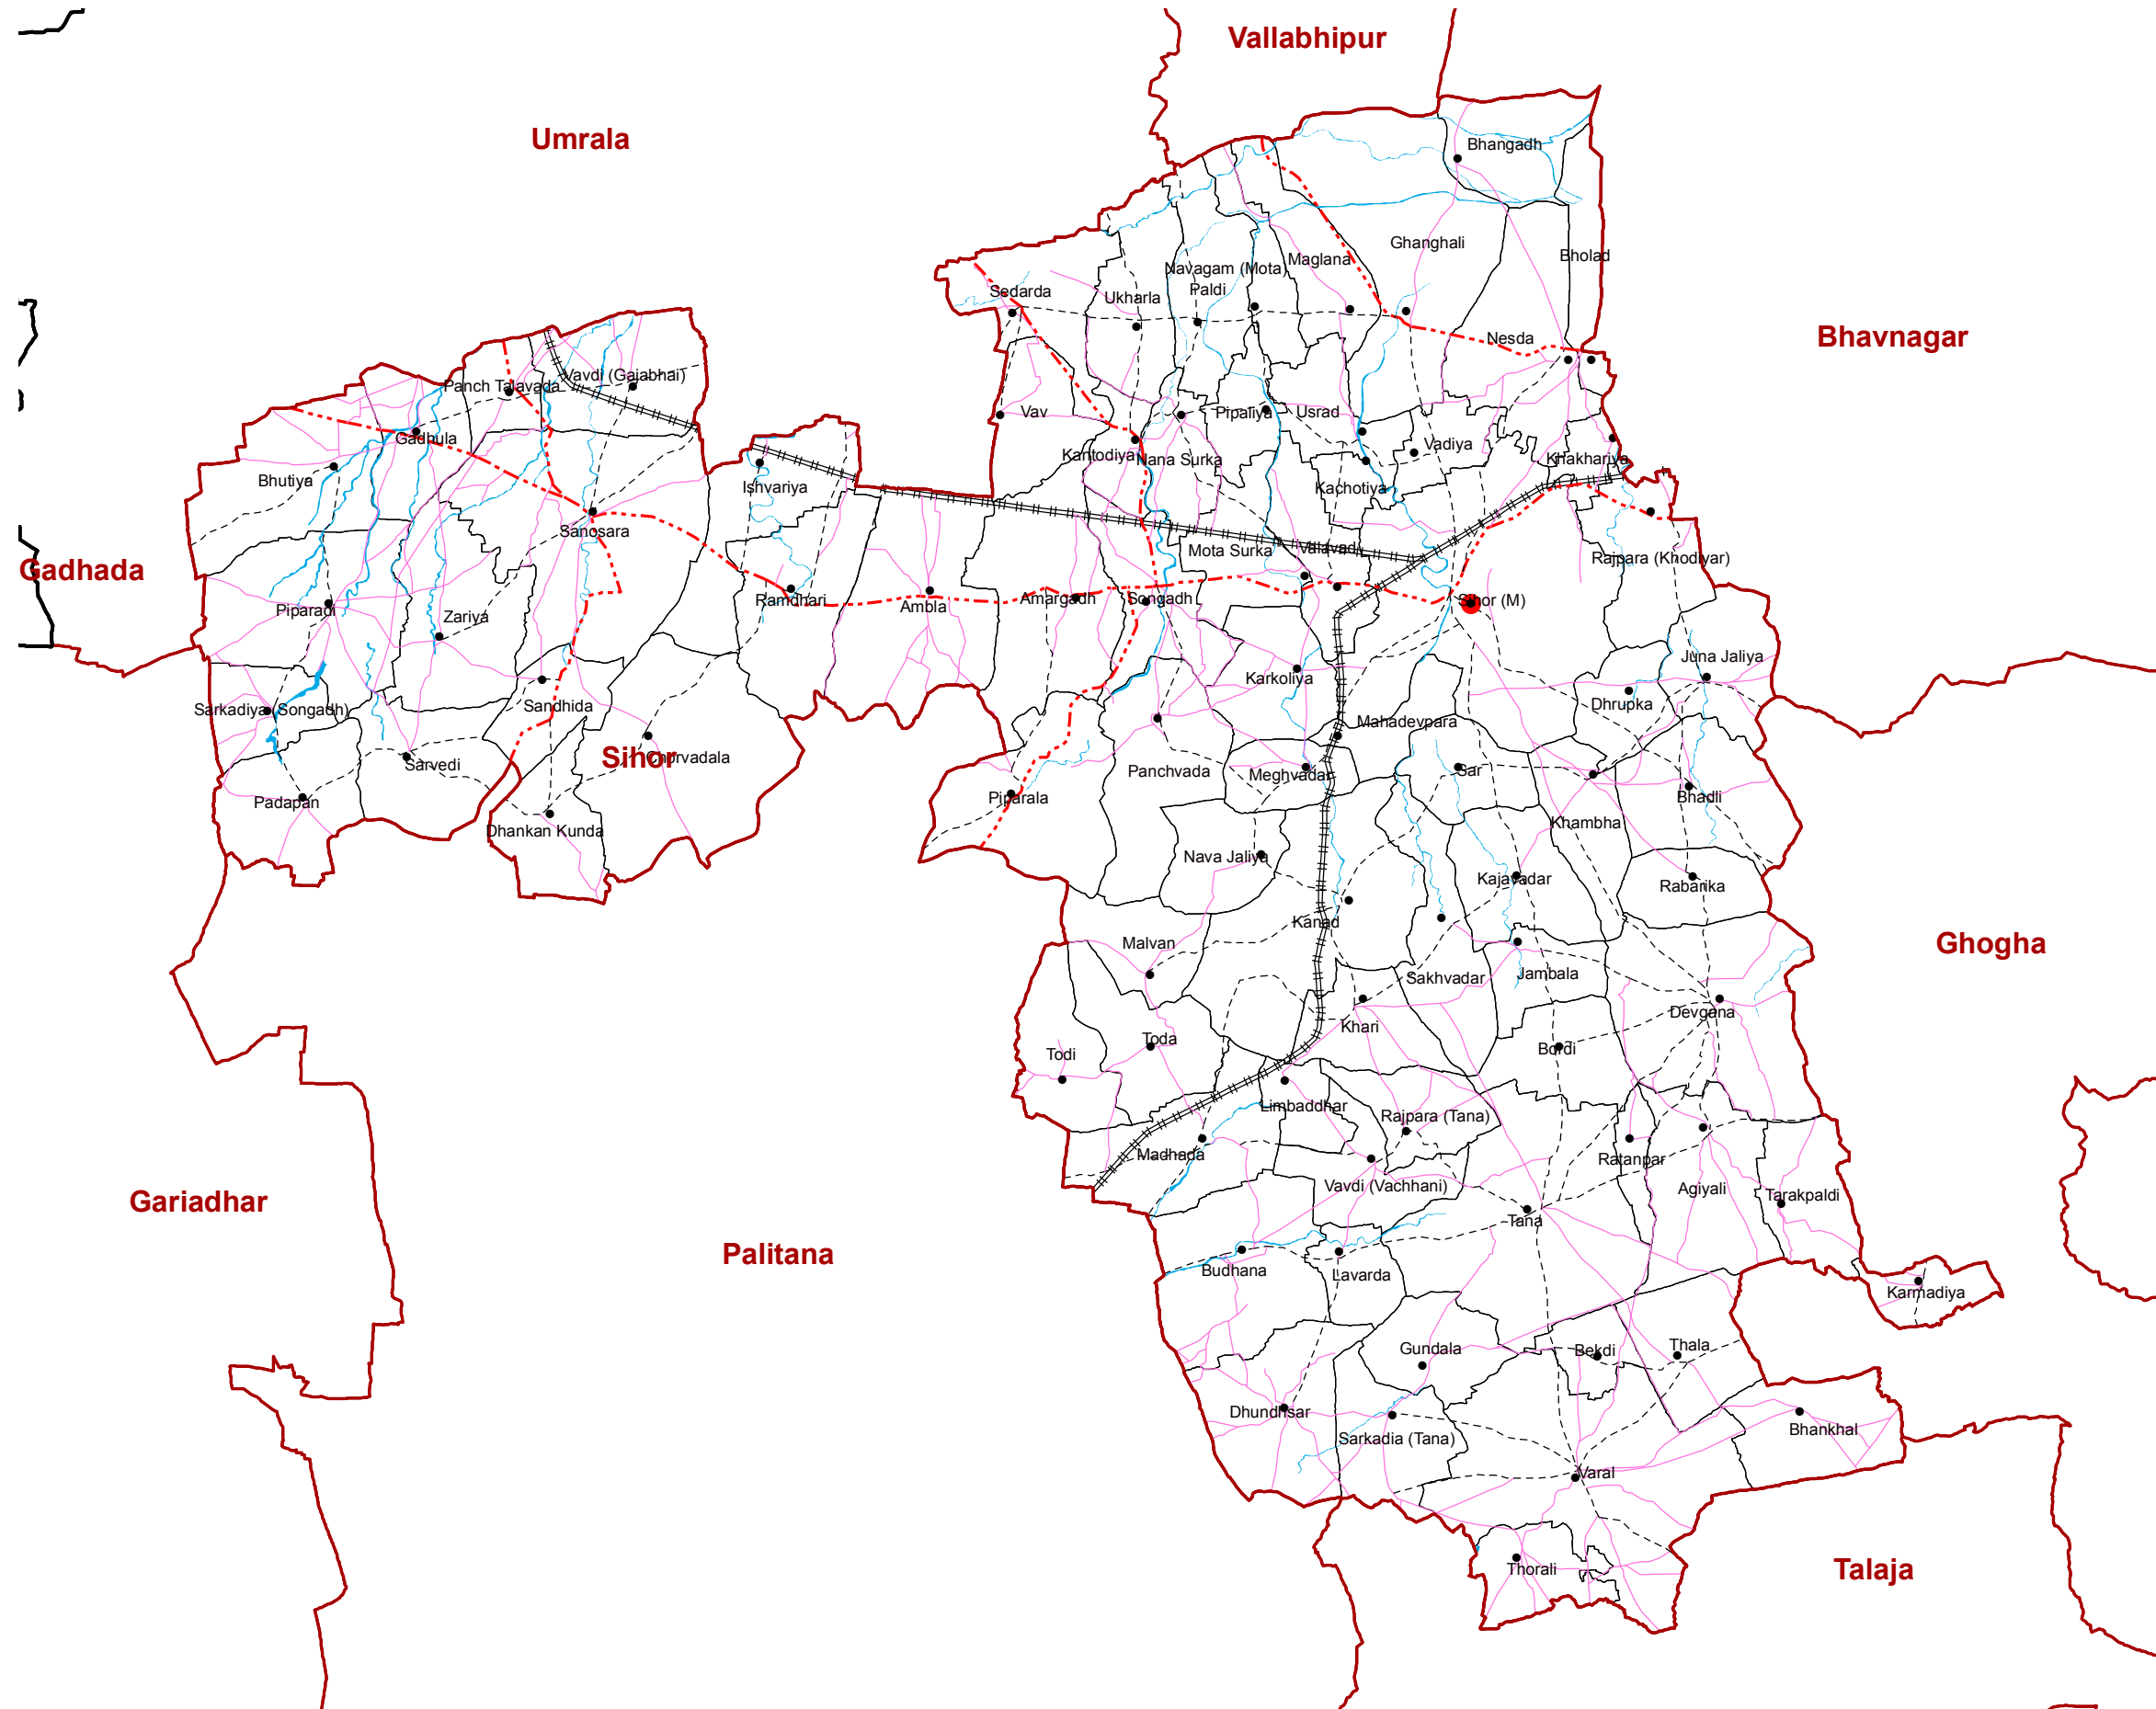 Vallabhipur
Umrala
Bhangadh
Ghanghali
Bholad
Maglana
Navagam (Mota)
Paldi
Sedarda
Ukharla
Nesda
Bhavnagar
Panch Talavada
Vavdi (Gajabhai)
Vav
Pipaliya
Usrad
Gadhula
Vadiya
Kantodiya
Nana Surka
Khakhariya
Bhutiya
Ishvariya
Kachotiya
Sanosara
Mota Surka
Valavad
Rajpara (Khodiyar)
Gadhada
Piparadi
Zariya
Ramdhari
Ambla
Amargadh
Songadh
Sihor (M)
Juna Jaliya
Karkoliya
Sarkadiya (Songadh)
Sandhida
Dhrupka
Mahadevpara
Sihor
Chorvadala
Sarvedi
Panchvada
Meghvadar
Sar
Padapan
Piparala
Bhadli
Dhankan Kunda
Khambha
Nava Jaliya
Kajavadar
Rabarika
Kanad
Malvan
Ghogha
Sakhvadar
Jambala
Devgana
Khari
Toda
Todi
Bordi
Limbaddhar
Rajpara (Tana)
Madhada
Ratanpar
Vavdi (Vachhani)
Agiyali
Tarakpaldi
Gariadhar
Tana
Palitana
Budhana
Lavarda
Karmadiya
Gundala
Bekdi
Thala
Dhundhsar
Sarkadia (Tana)
Bhankhal
Varal
Thorali
Talaja